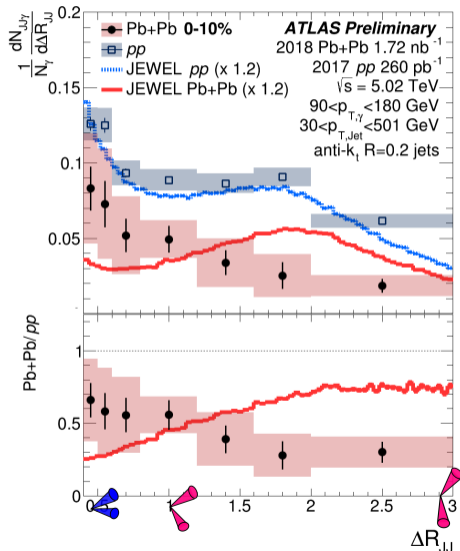 1/N_γ dN_JJγ/dΔR_JJ
Pb+Pb 0-10%
pp
JEWEL pp (x 1.2)
JEWEL Pb+Pb (x 1.2)
ATLAS Preliminary
2018 Pb+Pb 1.72 nb⁻¹
2017 pp 260 pb⁻¹
√s = 5.02 TeV
90<p_T,γ <180 GeV
30<p_T,Jet <501 GeV
anti-k_t R=0.2 jets
0.2
0.15
0.1
0.05
Pb+Pb/pp
1
0.5
0
0 0.5 1 1.5 2 2.5 3
ΔR_JJ